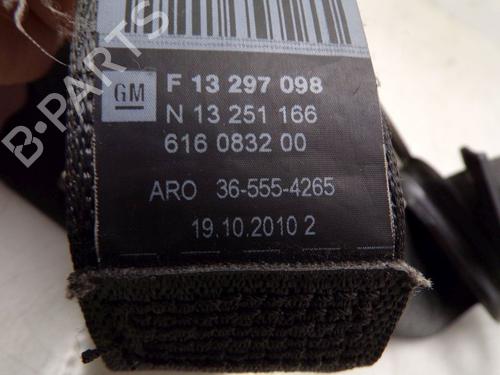 GM
F 13 297 098
N 13 251 166
616 0832 00
ARO 36-555-4265
19.10.2010 2
B-PARTS